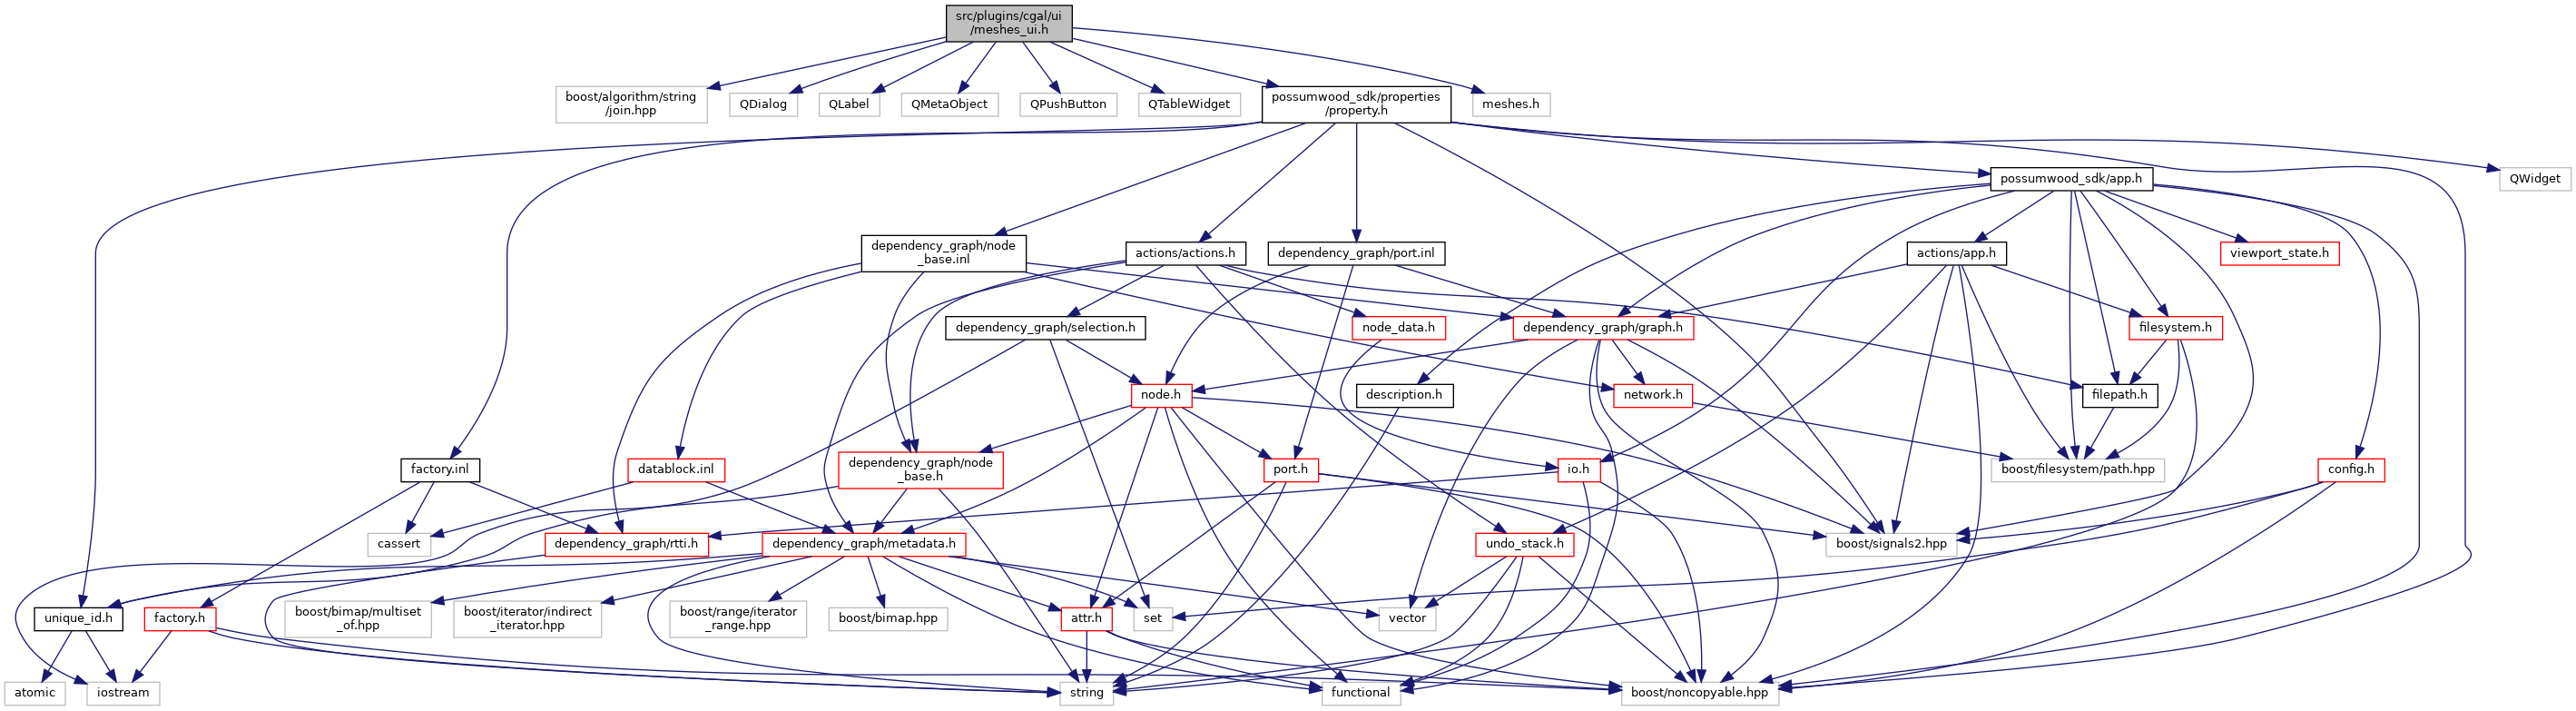 src/plugins/cgal/ui
/meshes_ui.h
boost/algorithm/string
/join.hpp
QDialog
QLabel
QMetaObject
QPushButton
QTableWidget
possumwood_sdk/properties
/property.h
meshes.h
possumwood_sdk/app.h
QWidget
dependency_graph/node
_base.inl
actions/actions.h
dependency_graph/port.inl
actions/app.h
viewport_state.h
dependency_graph/selection.h
node_data.h
dependency_graph/graph.h
filesystem.h
node.h
description.h
network.h
filepath.h
factory.inl
datablock.inl
dependency_graph/node
_base.h
port.h
io.h
boost/filesystem/path.hpp
config.h
cassert
dependency_graph/rtti.h
dependency_graph/metadata.h
undo_stack.h
boost/signals2.hpp
unique_id.h
factory.h
boost/bimap/multiset
_of.hpp
boost/iterator/indirect
_iterator.hpp
boost/range/iterator
_range.hpp
boost/bimap.hpp
attr.h
set
vector
atomic
iostream
string
functional
boost/noncopyable.hpp